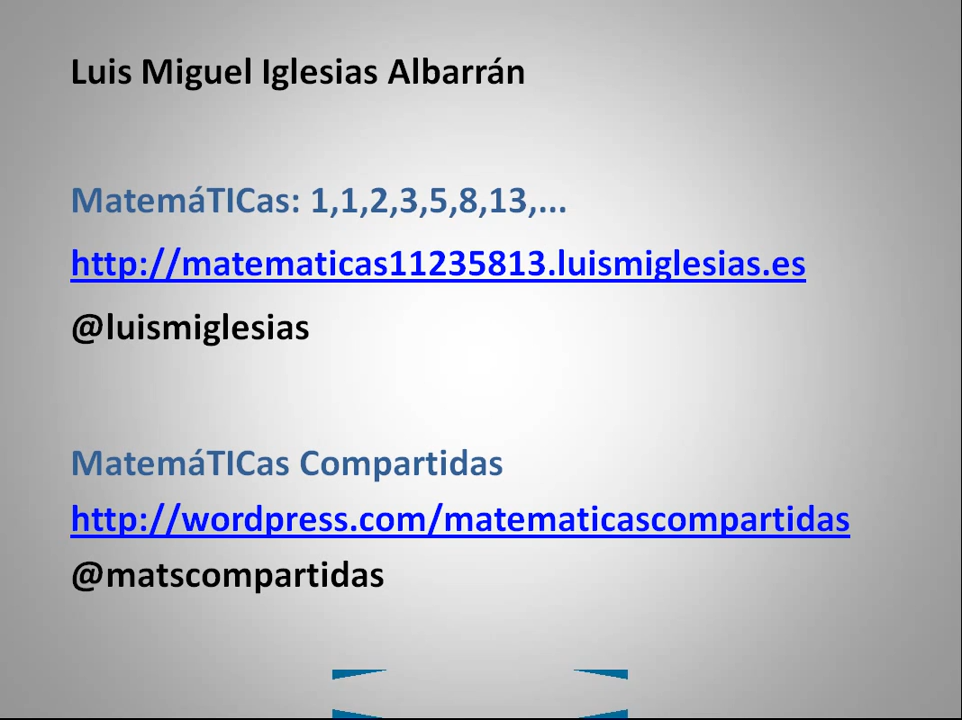 Luis Miguel Iglesias Albarrán
MatemáTICas: 1,1,2,3,5,8,13,...
http://matematicas11235813.luismiglesias.es
@luismiglesias
MatemáTICas Compartidas
http://wordpress.com/matematicascompartidas
@matscompartidas